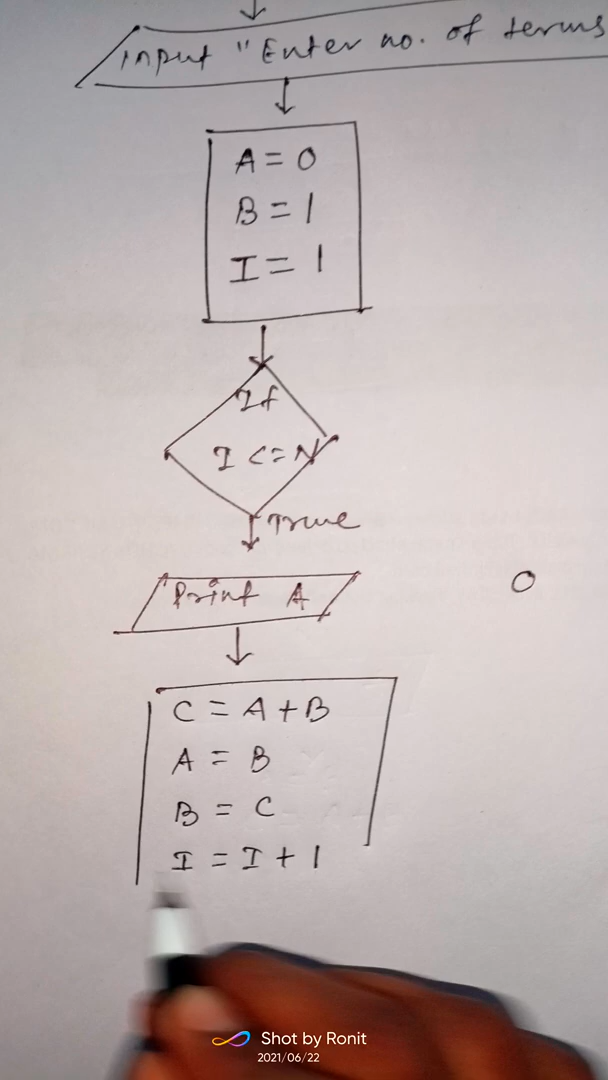 Input "Enter no. of terms
A = 0
B = 1
I = 1
If
I <= N
True
Print A
0
C = A + B
A = B
B = C
I = I + 1
Shot by Ronit
2021/06/22